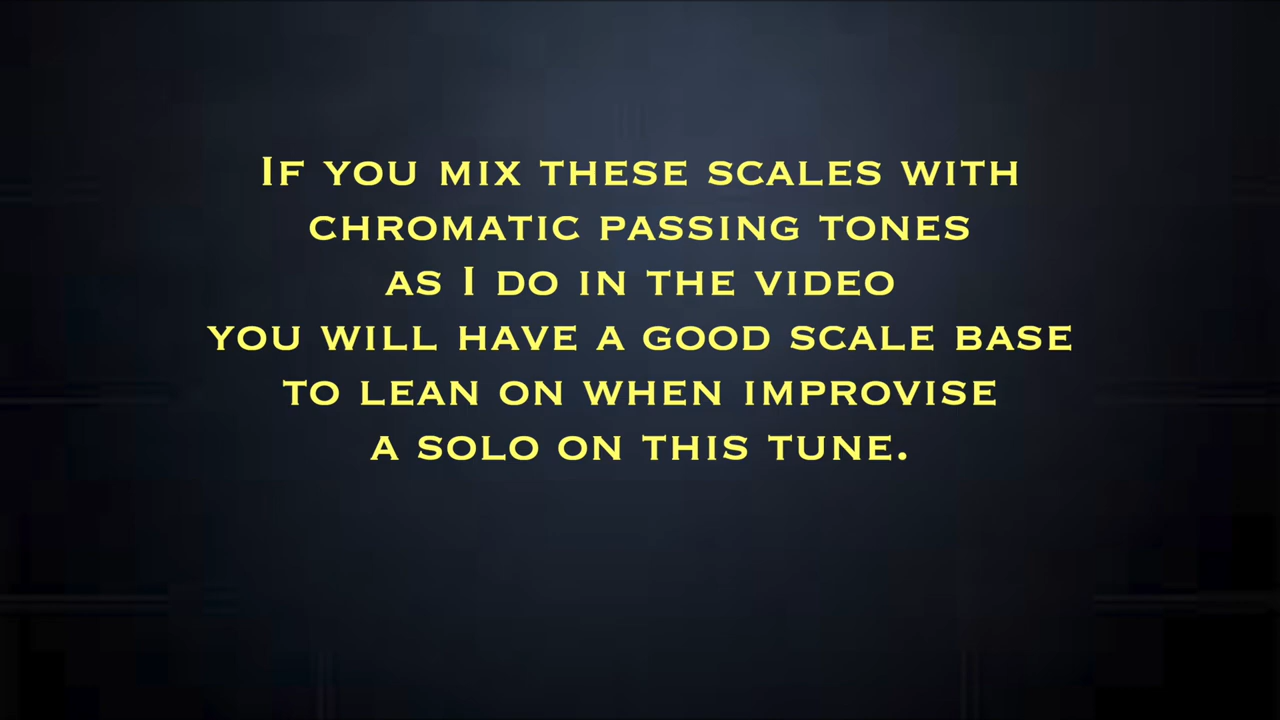 If you mix these scales with
chromatic passing tones
as I do in the video
you will have a good scale base
to lean on when improvise
a solo on this tune.